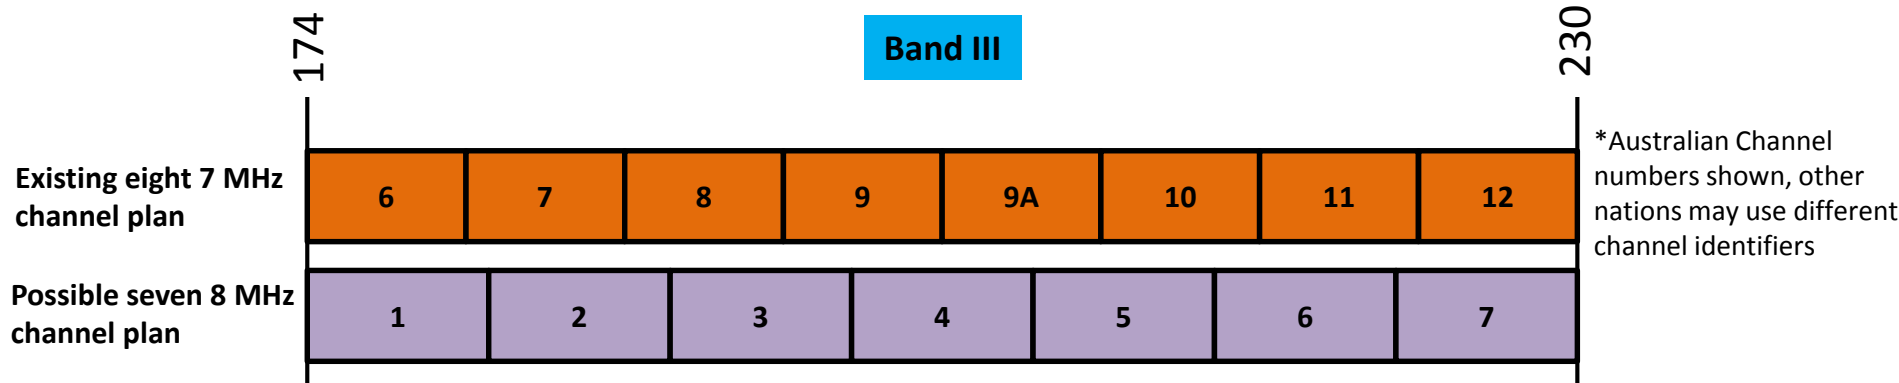 174
Band III
230
Existing eight 7 MHz
channel plan
6 7 8 9 9A 10 11 12
*Australian Channel
numbers shown, other
nations may use different
channel identifiers
Possible seven 8 MHz
channel plan
1 2 3 4 5 6 7